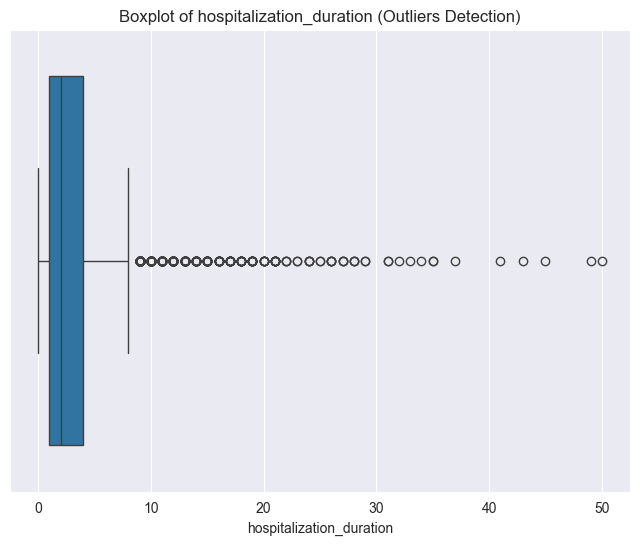 Boxplot of hospitalization_duration (Outliers Detection)
0 10 20 30 40 50
hospitalization_duration